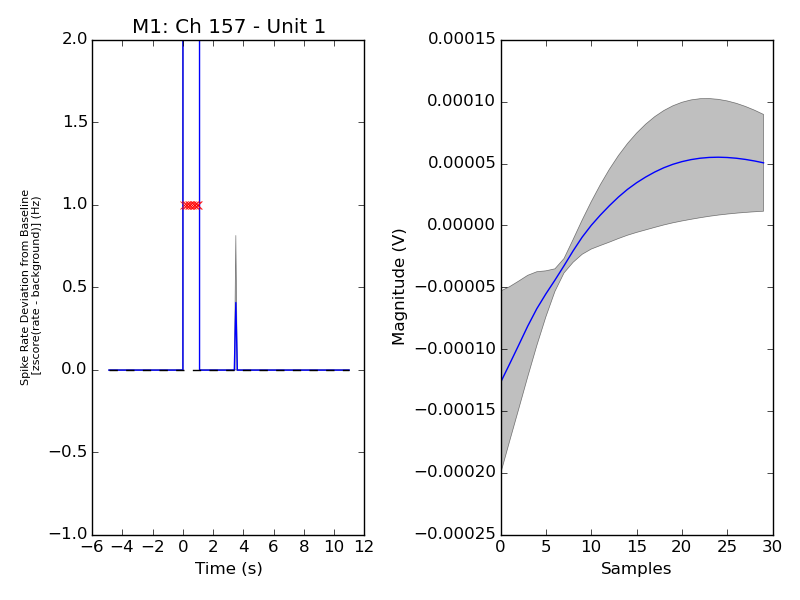 M1: Ch 157 - Unit 1
2.0
1.5
1.0
0.5
0.0
−0.5
−1.0
−6 −4 −2 0 2 4 6 8 10 12
Time (s)
Spike Rate Deviation from Baseline
[zscore(rate - background)] (Hz)
0.00015
0.00010
0.00005
0.00000
−0.00005
−0.00010
−0.00015
−0.00020
−0.00025
0 5 10 15 20 25 30
Samples
Magnitude (V)